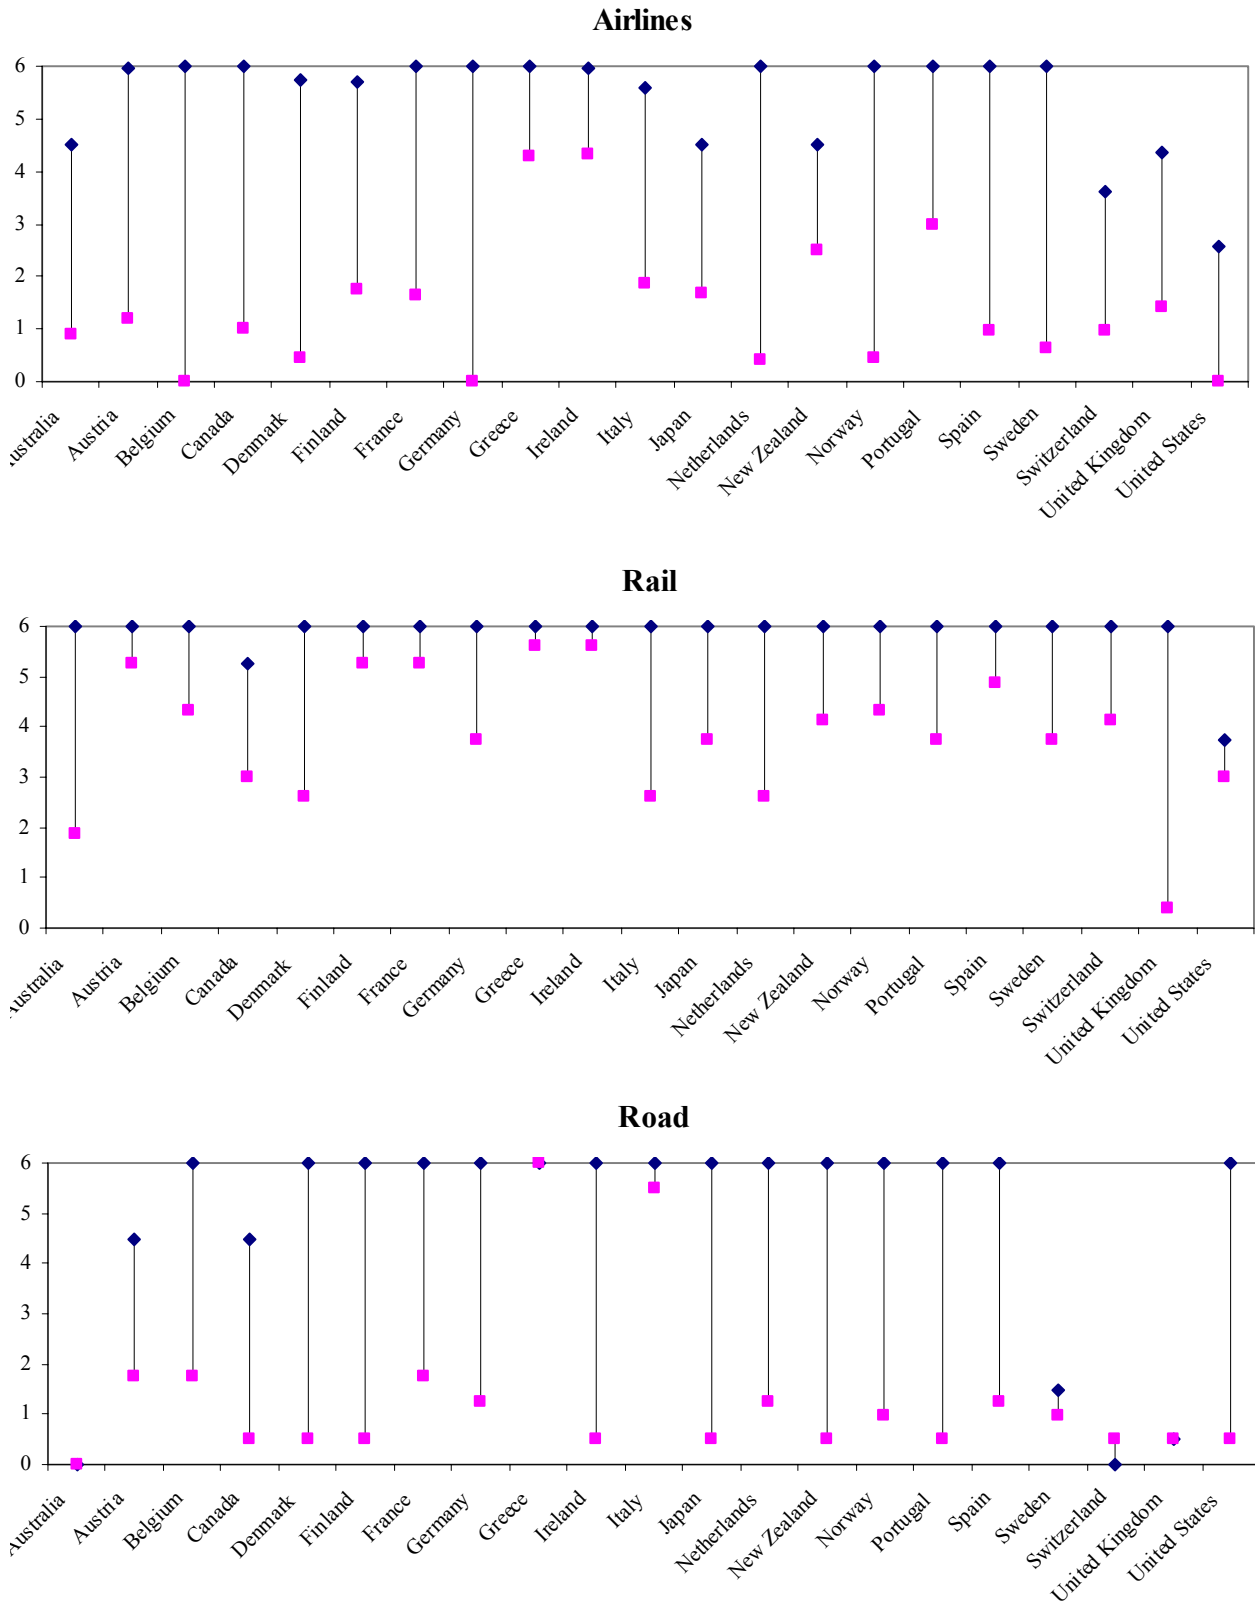 Airlines
6
5
4
3
2
1
0
Australia
Austria
Belgium
Canada
Denmark
Finland
France
Germany
Greece
Ireland
Italy
Japan
Netherlands
New Zealand
Norway
Portugal
Spain
Sweden
Switzerland
United Kingdom
United States
Rail
6
5
4
3
2
1
0
Australia
Austria
Belgium
Canada
Denmark
Finland
France
Germany
Greece
Ireland
Italy
Japan
Netherlands
New Zealand
Norway
Portugal
Spain
Sweden
Switzerland
United Kingdom
United States
Road
6
5
4
3
2
1
0
Australia
Austria
Belgium
Canada
Denmark
Finland
France
Germany
Greece
Ireland
Italy
Japan
Netherlands
New Zealand
Norway
Portugal
Spain
Sweden
Switzerland
United Kingdom
United States